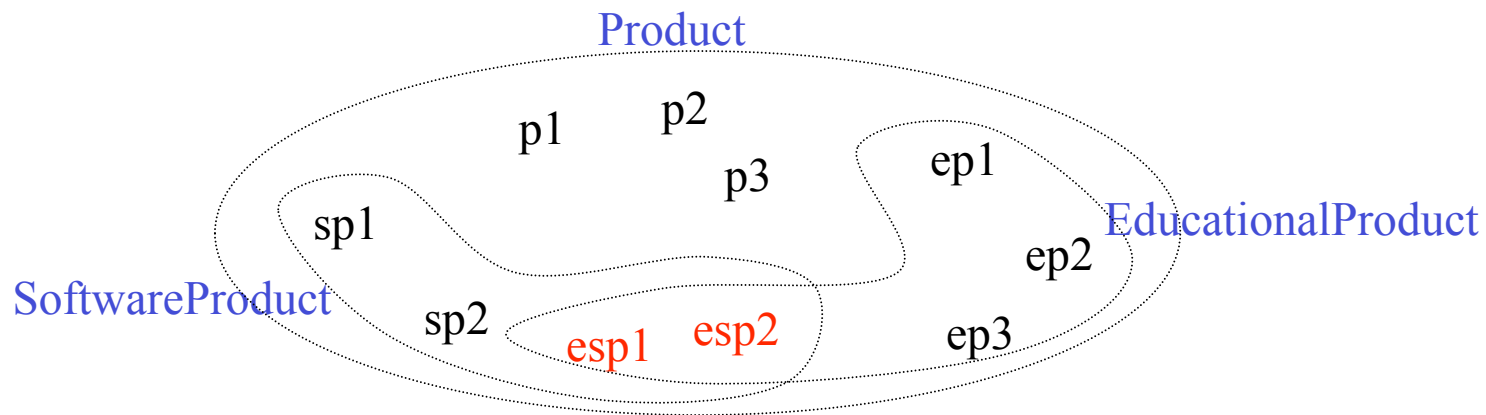 Product
p1
p2
p3
ep1
sp1
EducationalProduct
ep2
SoftwareProduct
sp2
esp1
esp2
ep3